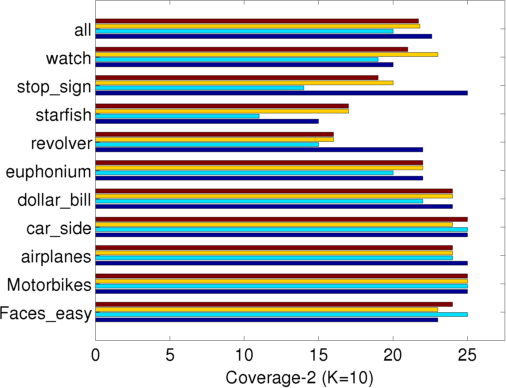 all
watch
stop_sign
starfish
revolver
euphonium
dollar_bill
car_side
airplanes
Motorbikes
Faces_easy
0 5 10 15 20 25
Coverage-2 (K=10)